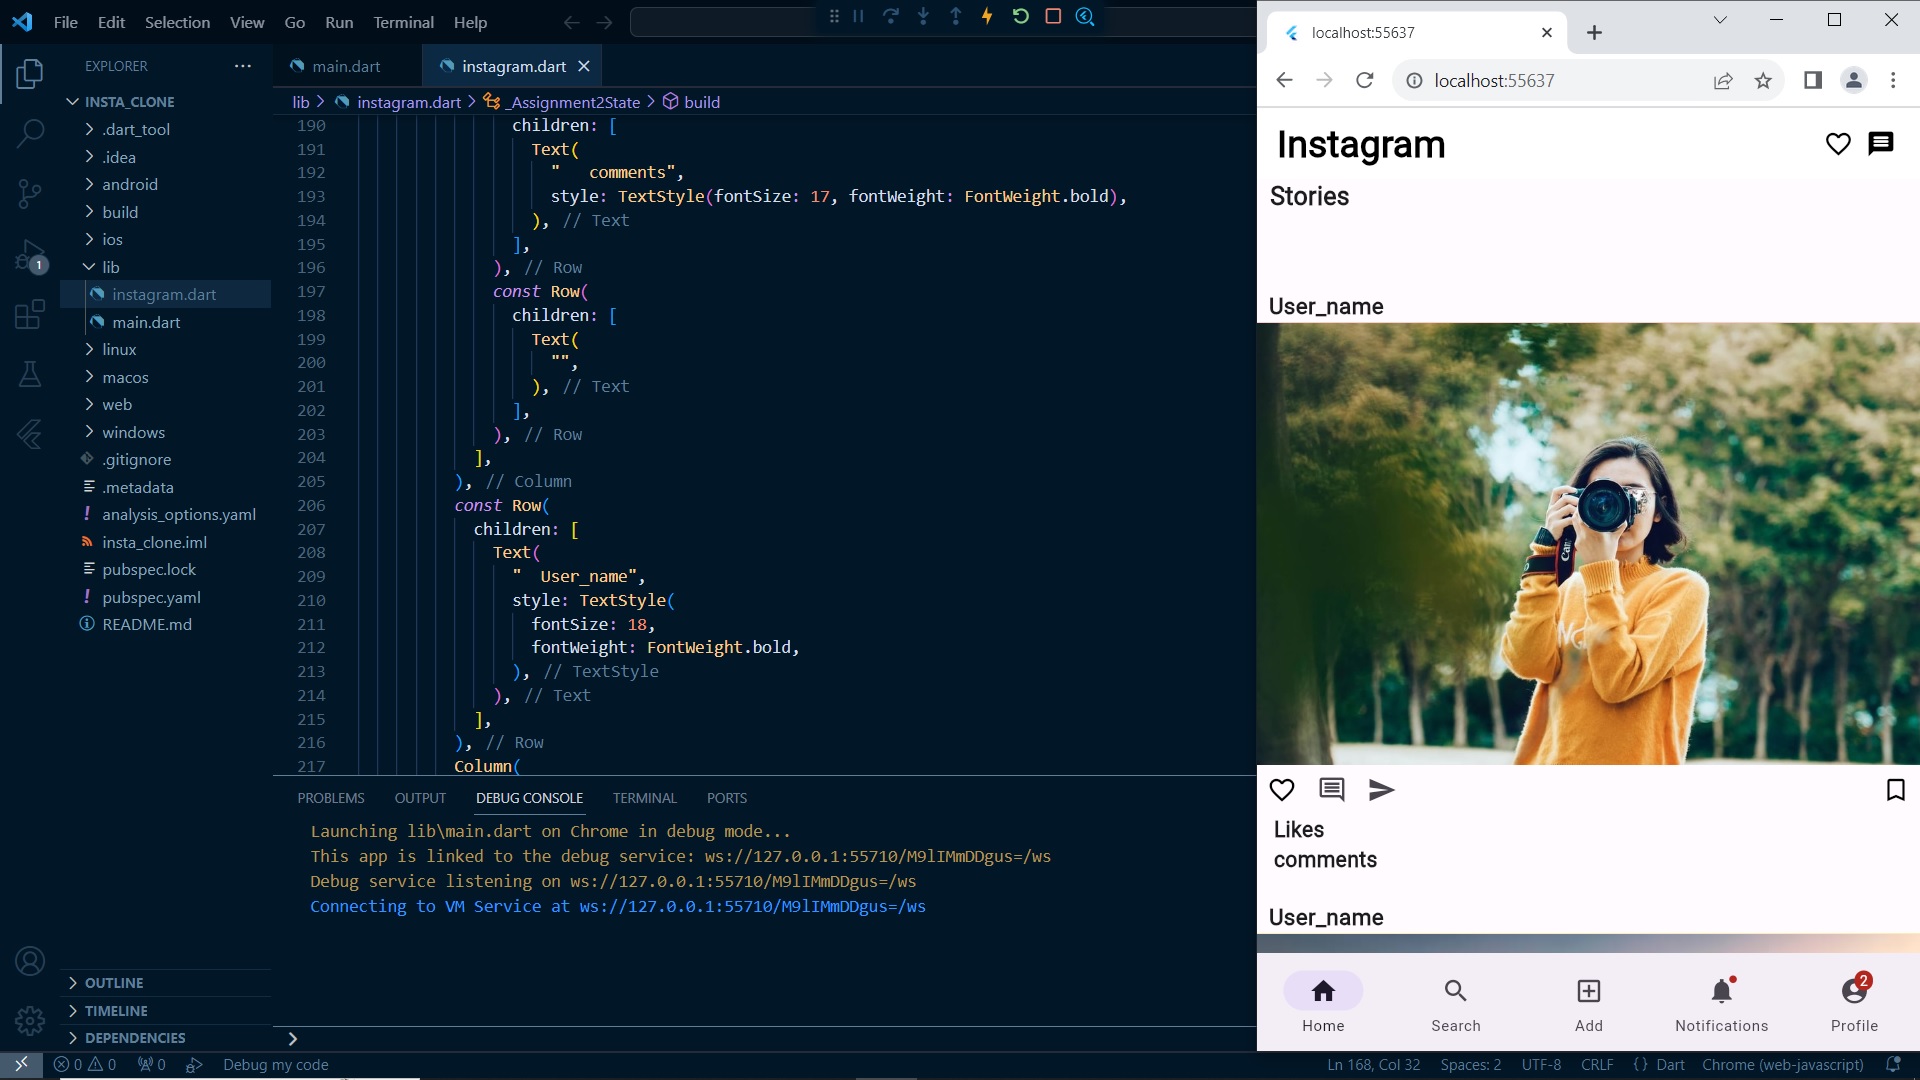 File Edit Selection View Go Run Terminal Help
EXPLORER
INSTA_CLONE
.dart_tool
.idea
android
build
ios
lib
instagram.dart
main.dart
linux
macos
web
windows
.gitignore
.metadata
analysis_options.yaml
insta_clone.iml
pubspec.lock
pubspec.yaml
README.md
OUTLINE
TIMELINE
DEPENDENCIES
1
main.dart instagram.dart
lib > instagram.dart > _Assignment2State > build
190 children: [
191 Text(
192 "   comments",
193 style: TextStyle(fontSize: 17, fontWeight: FontWeight.bold),
194 ), // Text
195 ],
196 ), // Row
197 const Row(
198 children: [
199 Text(
200 "",
201 ), // Text
202 ],
203 ), // Row
204 ],
205 ), // Column
206 const Row(
207 children: [
208 Text(
209 "  User_name",
210 style: TextStyle(
211 fontSize: 18,
212 fontWeight: FontWeight.bold,
213 ), // TextStyle
214 ), // Text
215 ],
216 ), // Row
217 Column(
PROBLEMS OUTPUT DEBUG CONSOLE TERMINAL PORTS
Launching lib\main.dart on Chrome in debug mode...
This app is linked to the debug service: ws://127.0.0.1:55710/M9lIMmDDgus=/ws
Debug service listening on ws://127.0.0.1:55710/M9lIMmDDgus=/ws
Connecting to VM Service at ws://127.0.0.1:55710/M9lIMmDDgus=/ws
0 0 0 Debug my code
Ln 168, Col 32 Spaces: 2 UTF-8 CRLF {} Dart Chrome (web-javascript)
localhost:55637
localhost:55637
Instagram
Stories
User_name
Canon
Likes
comments
User_name
2
Home Search Add Notifications Profile